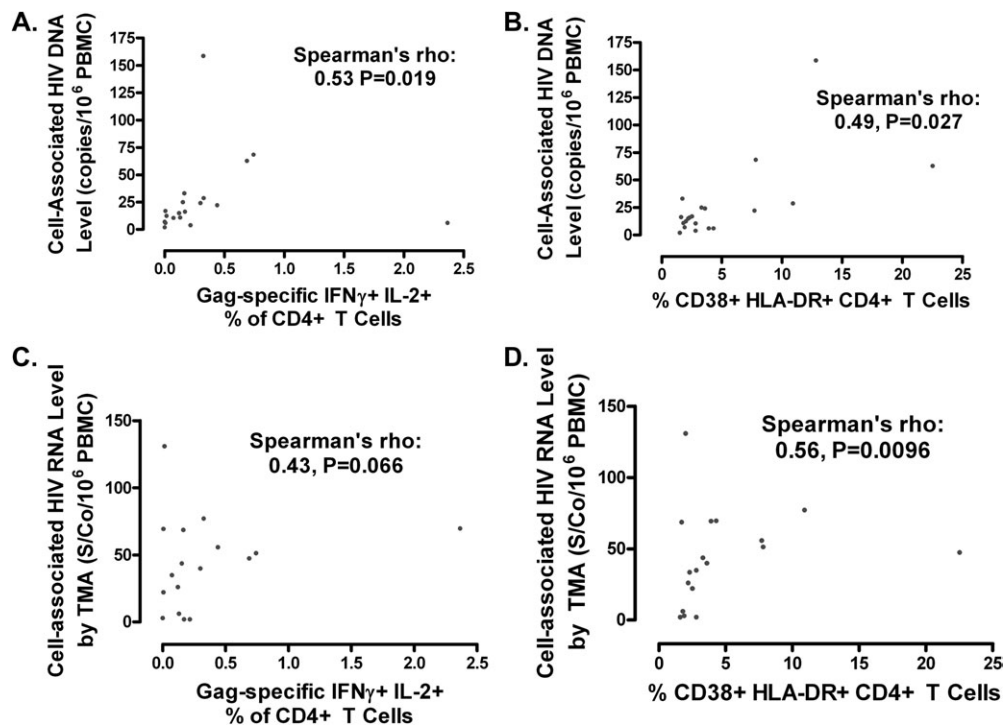 A.
Cell-Associated HIV DNA
Level (copies/10⁶ PBMC)
175
150
125
100
75
50
25
0
Spearman's rho:
0.53 P=0.019
0.0
0.5
1.0
1.5
2.0
2.5
Gag-specific IFNγ+ IL-2+
% of CD4+ T Cells
B.
Cell-Associated HIV DNA
Level (copies/10⁶ PBMC)
175
150
125
100
75
50
25
0
Spearman's rho:
0.49, P=0.027
0
5
10
15
20
25
% CD38+ HLA-DR+ CD4+ T Cells
C.
Cell-associated HIV RNA Level
by TMA (S/Co/10⁶ PBMC)
150
100
50
0
Spearman's rho:
0.43, P=0.066
0.0
0.5
1.0
1.5
2.0
2.5
Gag-specific IFNγ+ IL-2+
% of CD4+ T Cells
D.
Cell-associated HIV RNA Level
by TMA (S/Co/10⁶ PBMC)
150
100
50
0
Spearman's rho:
0.56, P=0.0096
0
5
10
15
20
25
% CD38+ HLA-DR+ CD4+ T Cells